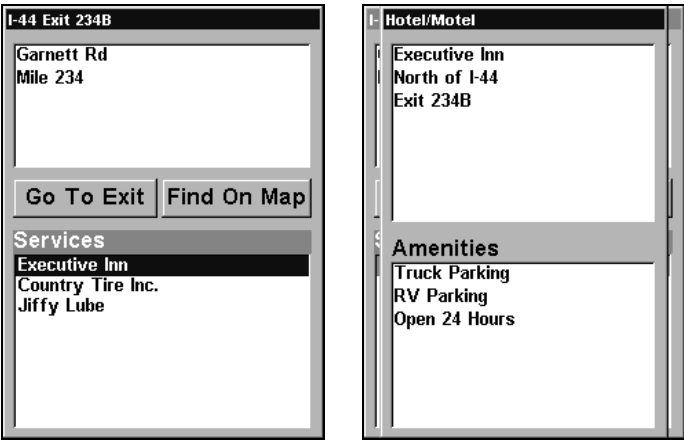 I-44 Exit 234B
Garnett Rd
Mile 234
Go To Exit
Find On Map
Services
Executive Inn
Country Tire Inc.
Jiffy Lube
Hotel/Motel
Executive Inn
North of I-44
Exit 234B
Amenities
Truck Parking
RV Parking
Open 24 Hours